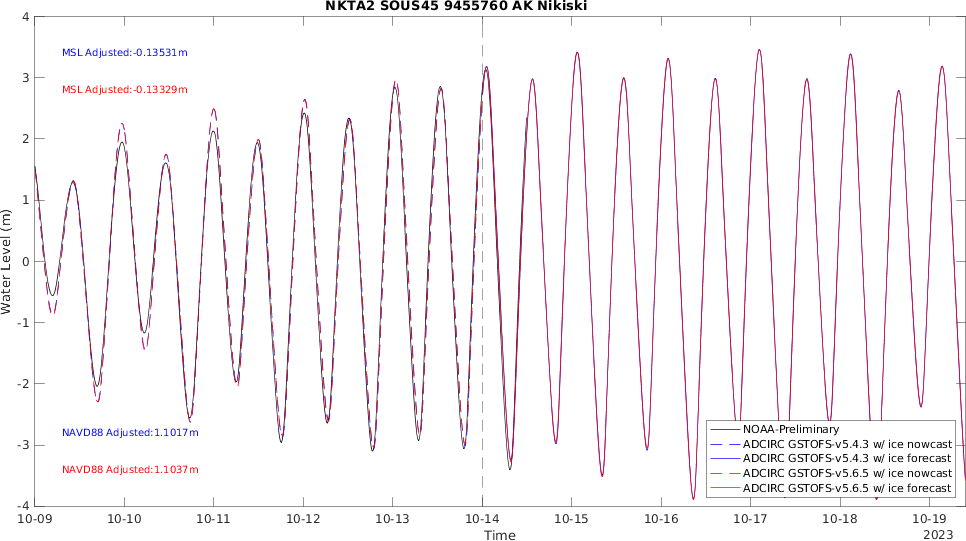 NKTA2 SOUS45 9455760 AK Nikiski
4
3
2
1
0
-1
-2
-3
-4
Water Level (m)
MSL Adjusted:-0.13531m
MSL Adjusted:-0.13329m
NAVD88 Adjusted:1.1017m
NAVD88 Adjusted:1.1037m
NOAA-Preliminary
ADCIRC GSTOFS-v5.4.3 w/ ice nowcast
ADCIRC GSTOFS-v5.4.3 w/ ice forecast
ADCIRC GSTOFS-v5.6.5 w/ ice nowcast
ADCIRC GSTOFS-v5.6.5 w/ ice forecast
10-09 10-10 10-11 10-12 10-13 10-14 10-15 10-16 10-17 10-18 10-19
Time
2023